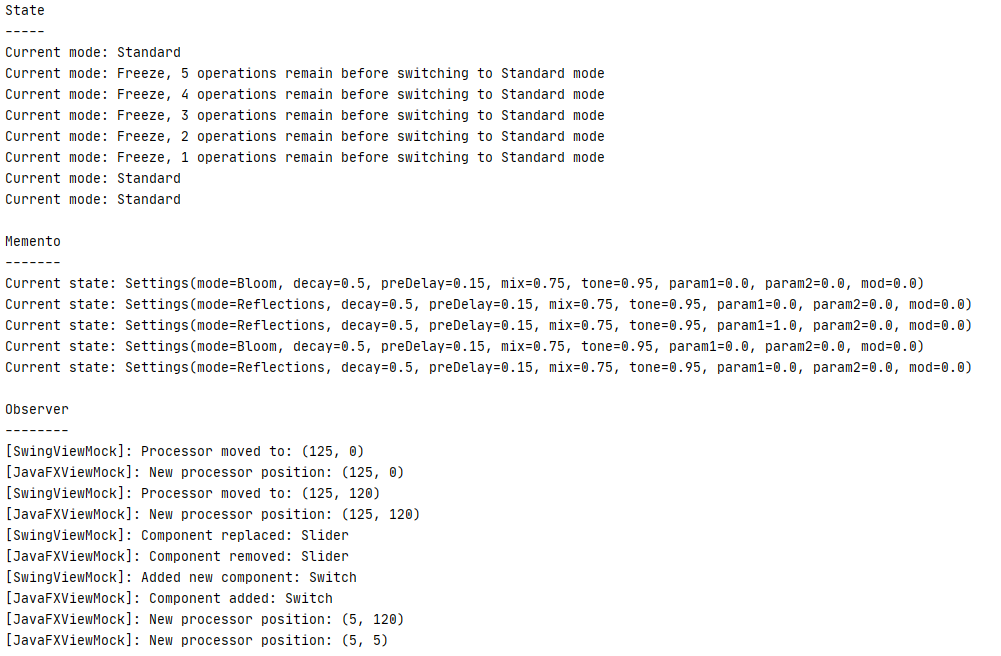 State
-----
Current mode: Standard
Current mode: Freeze, 5 operations remain before switching to Standard mode
Current mode: Freeze, 4 operations remain before switching to Standard mode
Current mode: Freeze, 3 operations remain before switching to Standard mode
Current mode: Freeze, 2 operations remain before switching to Standard mode
Current mode: Freeze, 1 operations remain before switching to Standard mode
Current mode: Standard
Current mode: Standard

Memento
-------
Current state: Settings(mode=Bloom, decay=0.5, preDelay=0.15, mix=0.75, tone=0.95, param1=0.0, param2=0.0, mod=0.0)
Current state: Settings(mode=Reflections, decay=0.5, preDelay=0.15, mix=0.75, tone=0.95, param1=0.0, param2=0.0, mod=0.0)
Current state: Settings(mode=Reflections, decay=0.5, preDelay=0.15, mix=0.75, tone=0.95, param1=1.0, param2=0.0, mod=0.0)
Current state: Settings(mode=Bloom, decay=0.5, preDelay=0.15, mix=0.75, tone=0.95, param1=0.0, param2=0.0, mod=0.0)
Current state: Settings(mode=Reflections, decay=0.5, preDelay=0.15, mix=0.75, tone=0.95, param1=0.0, param2=0.0, mod=0.0)

Observer
--------
[SwingViewMock]: Processor moved to: (125, 0)
[JavaFXViewMock]: New processor position: (125, 0)
[SwingViewMock]: Processor moved to: (125, 120)
[JavaFXViewMock]: New processor position: (125, 120)
[SwingViewMock]: Component replaced: Slider
[JavaFXViewMock]: Component removed: Slider
[SwingViewMock]: Added new component: Switch
[JavaFXViewMock]: Component added: Switch
[JavaFXViewMock]: New processor position: (5, 120)
[JavaFXViewMock]: New processor position: (5, 5)